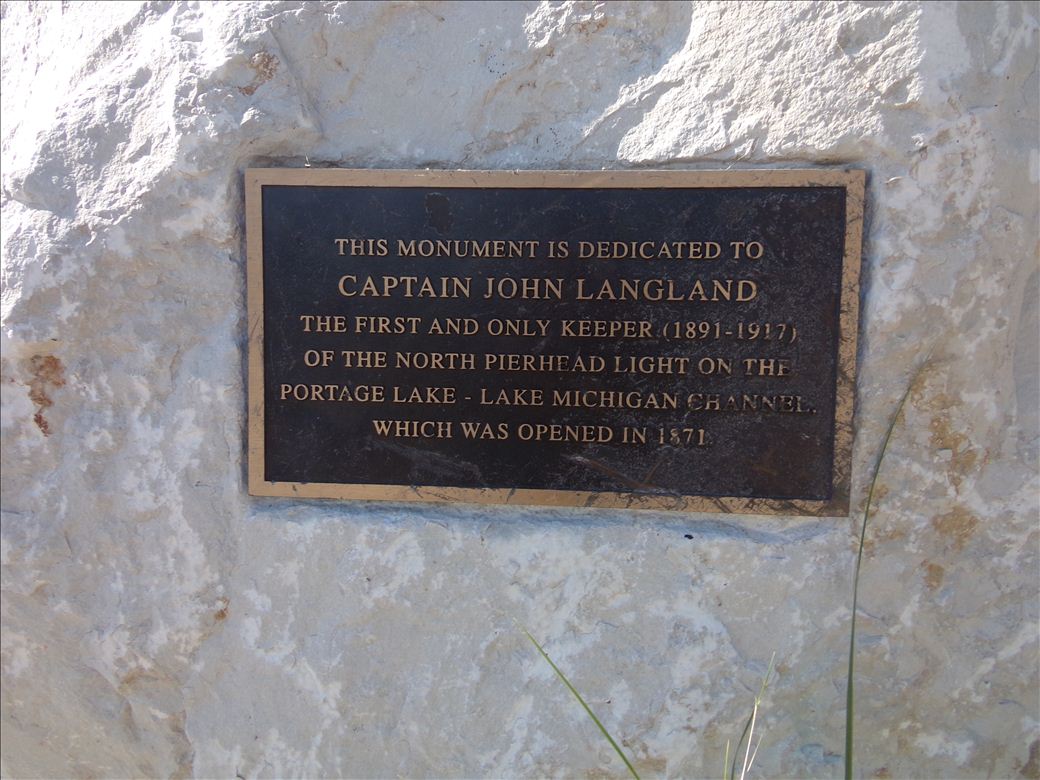 THIS MONUMENT IS DEDICATED TO
CAPTAIN JOHN LANGLAND
THE FIRST AND ONLY KEEPER (1891-1917)
OF THE NORTH PIERHEAD LIGHT ON THE
PORTAGE LAKE - LAKE MICHIGAN CHANNEL.
WHICH WAS OPENED IN 1871.